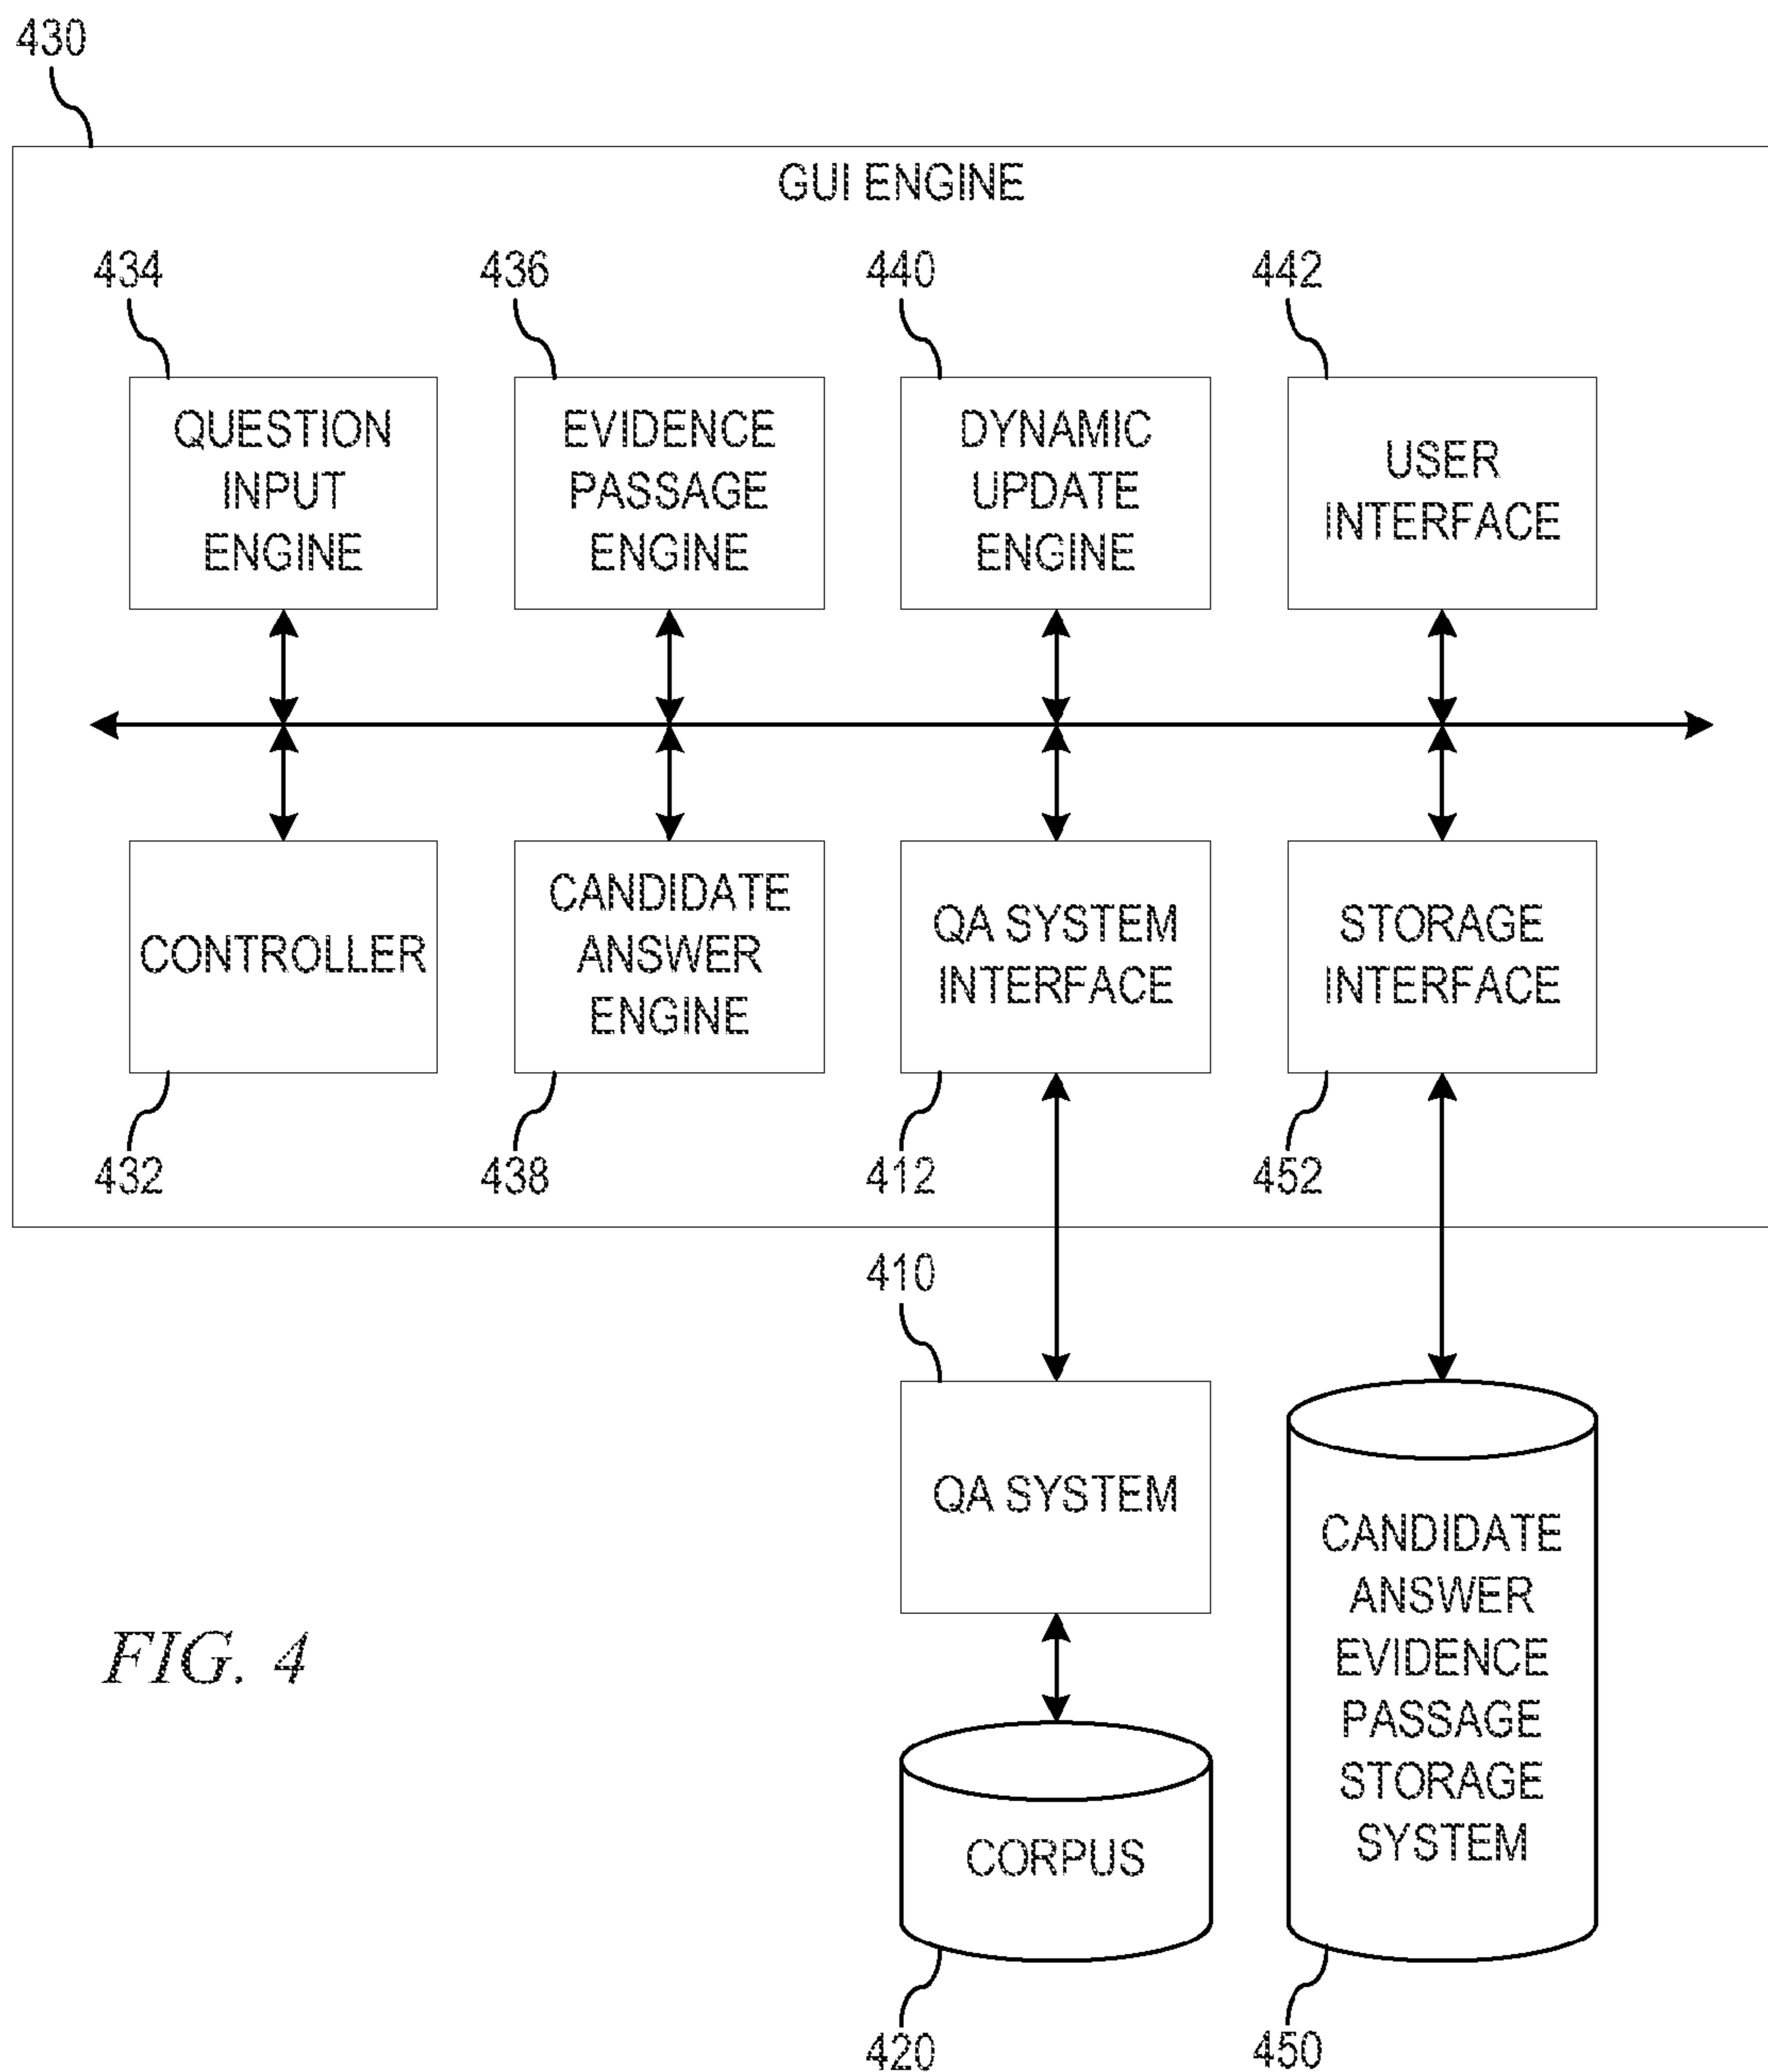 430
GUI ENGINE
434
436
440
442
QUESTION
INPUT
ENGINE
EVIDENCE
PASSAGE
ENGINE
DYNAMIC
UPDATE
ENGINE
USER
INTERFACE
CONTROLLER
CANDIDATE
ANSWER
ENGINE
QA SYSTEM
INTERFACE
STORAGE
INTERFACE
432
438
412
452
410
QA SYSTEM
CANDIDATE
ANSWER
EVIDENCE
PASSAGE
STORAGE
SYSTEM
FIG. 4
CORPUS
420
450